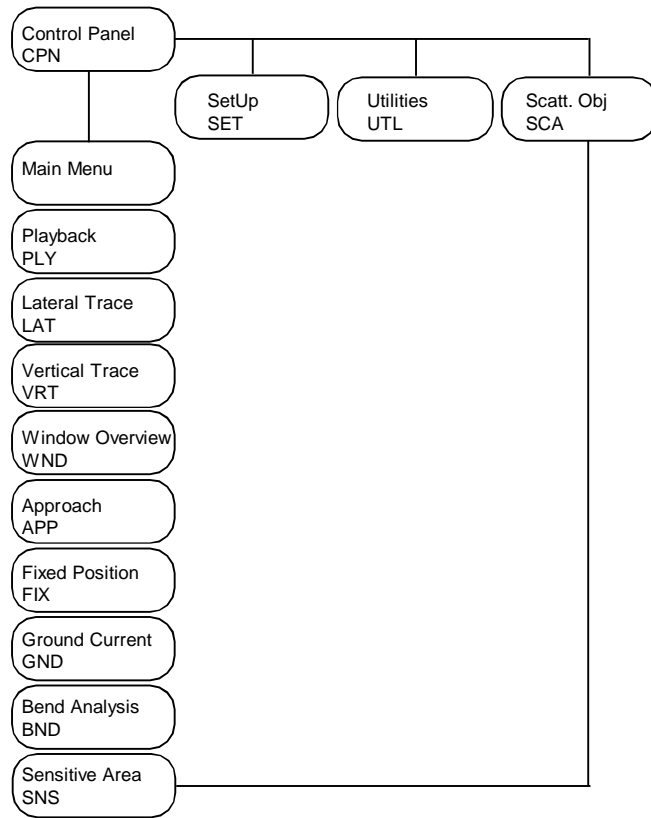 Control Panel
CPN
SetUp
SET
Utilities
UTL
Scatt. Obj
SCA
Main Menu
Playback
PLY
Lateral Trace
LAT
Vertical Trace
VRT
Window Overview
WND
Approach
APP
Fixed Position
FIX
Ground Current
GND
Bend Analysis
BND
Sensitive Area
SNS